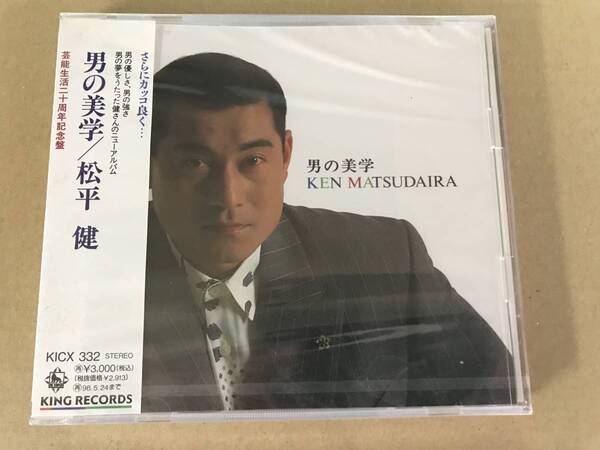 さらにカッコ良く…
男の優しさ、男の強さ
男の夢をうたった健さんのニューアルバム
男の美学／松平 健
芸能生活二十周年記念盤
KICX 332 STEREO
再¥3,000(税込)
(税抜価格¥2,913)
再96.5.24まで
KING RECORDS
男の美学
KEN MATSUDAIRA